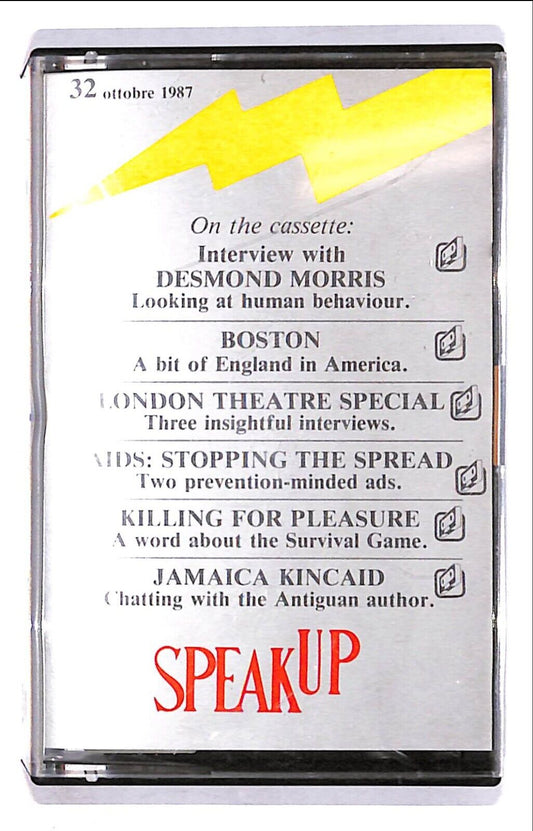 32 ottobre 1987
On the cassette:
Interview with
DESMOND MORRIS
Looking at human behaviour.
BOSTON
A bit of England in America.
LONDON THEATRE SPECIAL
Three insightful interviews.
AIDS: STOPPING THE SPREAD
Two prevention-minded ads.
KILLING FOR PLEASURE
A word about the Survival Game.
JAMAICA KINCAID
Chatting with the Antiguan author.
SPEAKUP